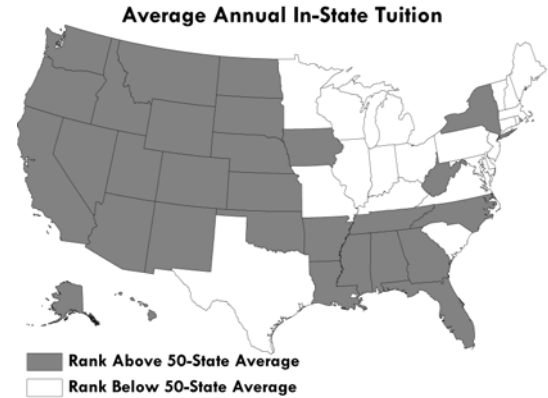 Average Annual In-State Tuition
Rank Above 50-State Average
Rank Below 50-State Average